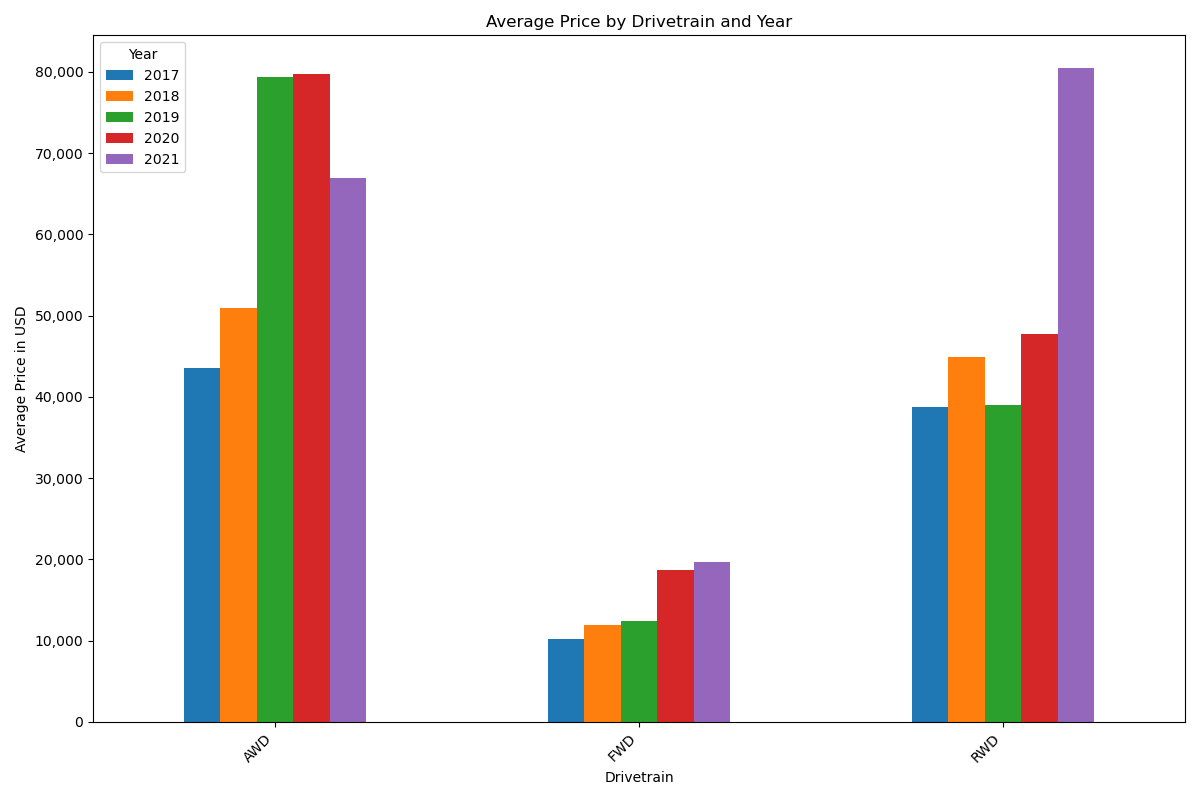 Average Price by Drivetrain and Year
Year
2017
2018
2019
2020
2021
Average Price in USD
80,000
70,000
60,000
50,000
40,000
30,000
20,000
10,000
0
AWD
FWD
RWD
Drivetrain